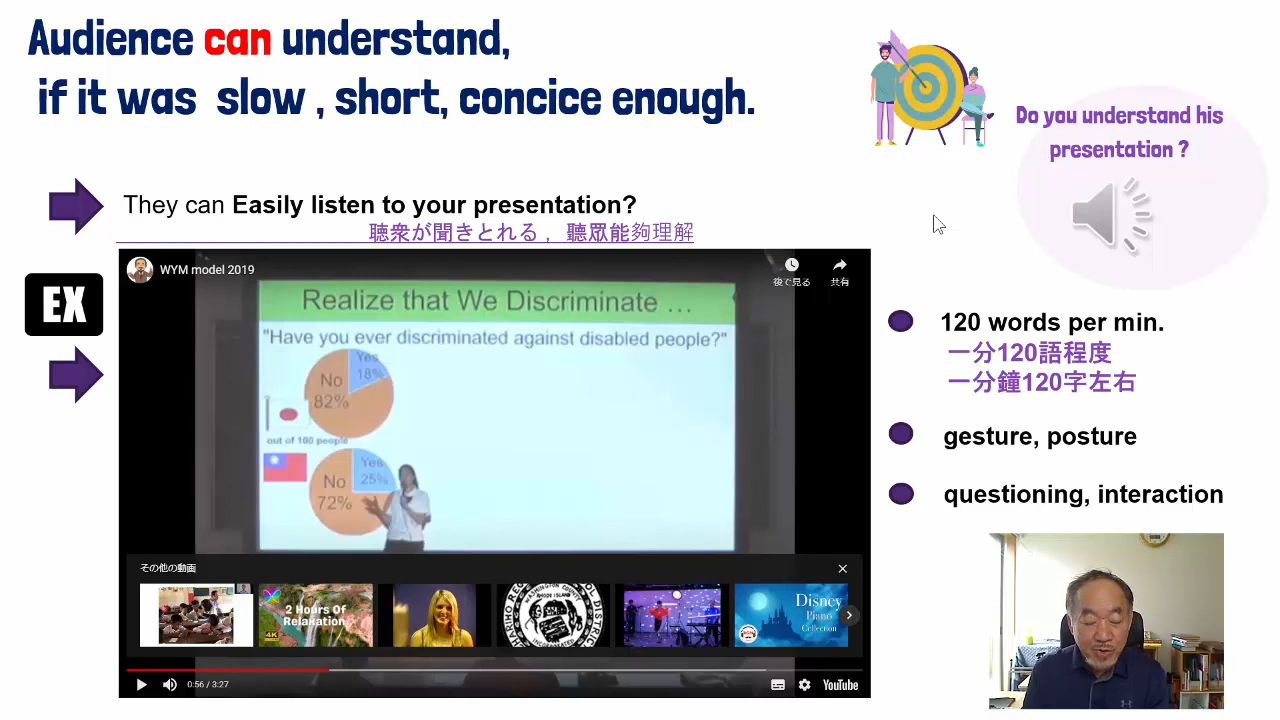 Audience can understand,
if it was slow , short, concice enough.
Do you understand his
presentation ?
They can Easily listen to your presentation?
聴衆が聞きとれる ,  聽眾能夠理解
EX
WYM model 2019
後で見る
共有
Realize that We Discriminate ...
"Have you ever discriminated against disabled people?"
Yes
18%
No
82%
out of 100 people
Yes
25%
No
72%
その他の動画
2 Hours Of
Relaxation
4K
Disney
Piano
Collection
0:56 / 3:27
YouTube
120 words per min.
一分120語程度
一分鐘120字左右
gesture, posture
questioning, interaction